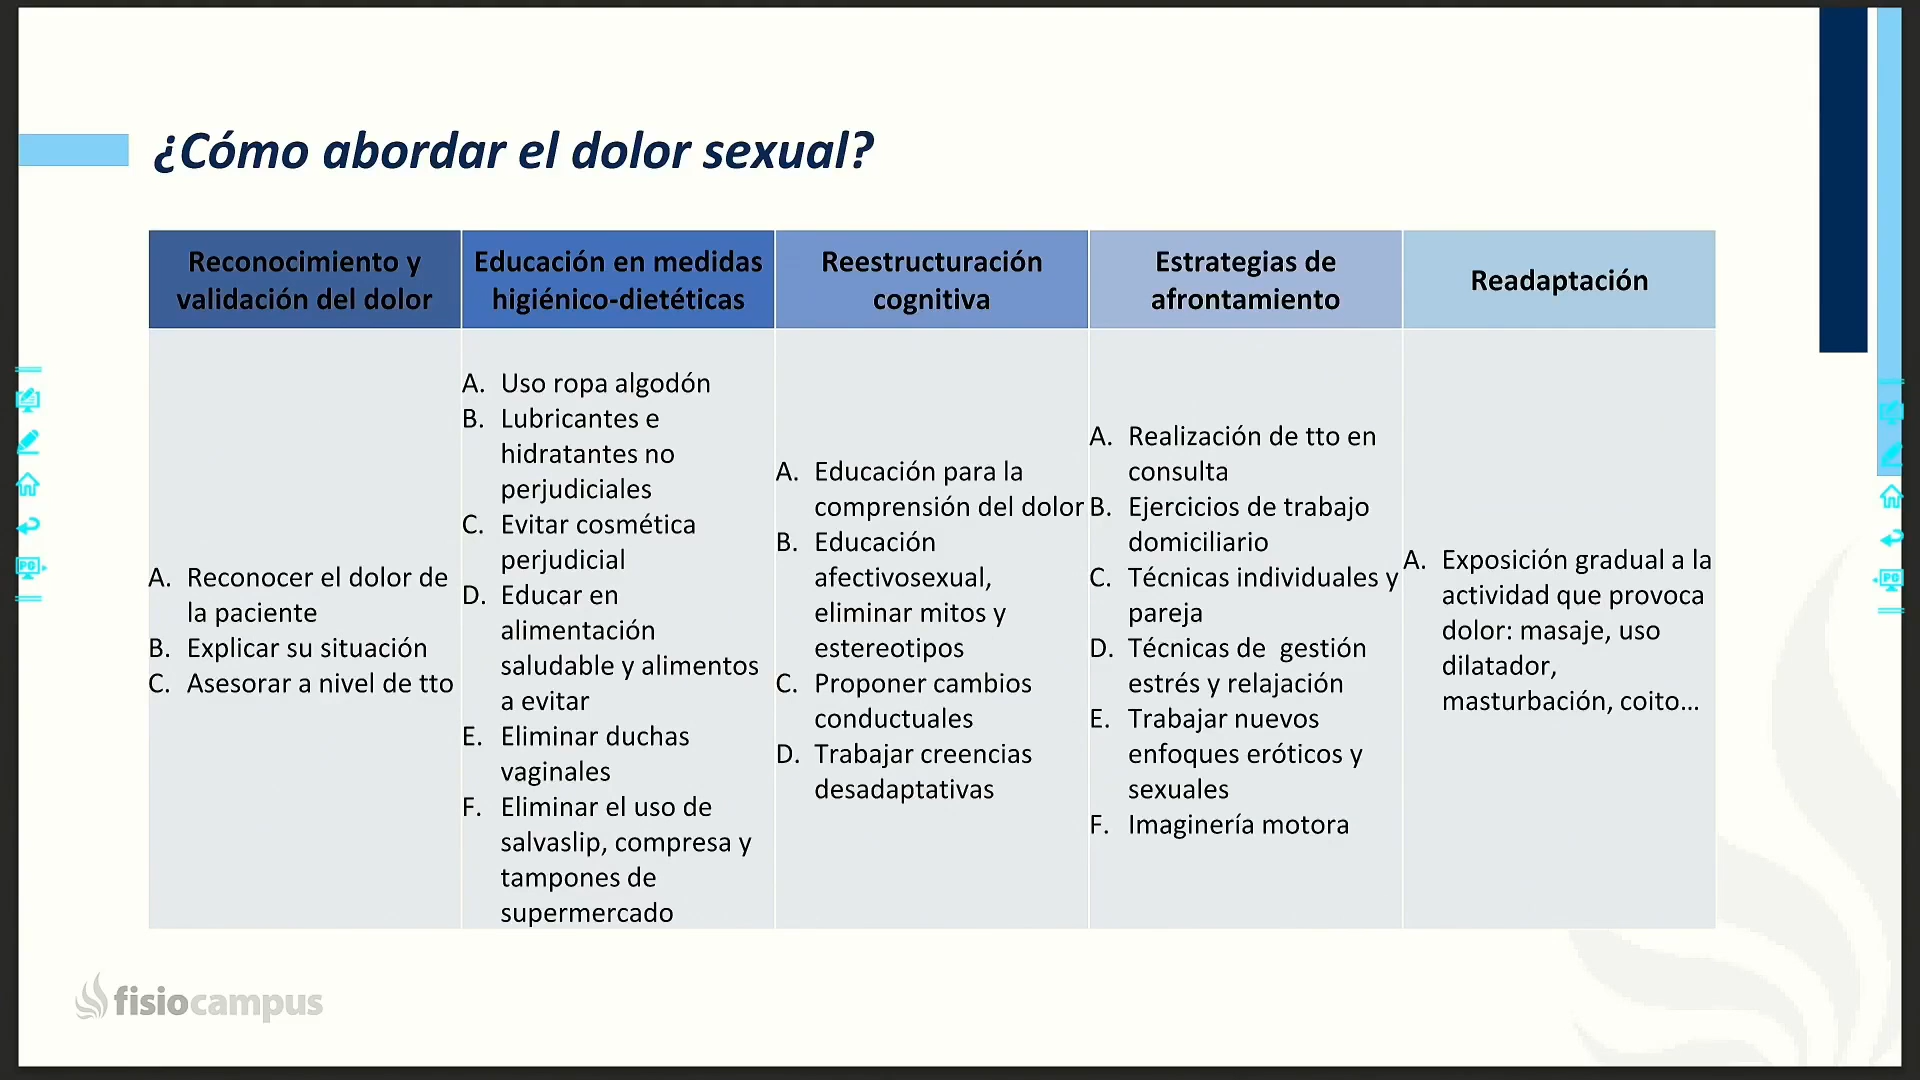 ¿Cómo abordar el dolor sexual?
Reconocimiento y
validación del dolor
Educación en medidas
higiénico-dietéticas
Reestructuración
cognitiva
Estrategias de
afrontamiento
Readaptación
A. Reconocer el dolor de
la paciente
B. Explicar su situación
C. Asesorar a nivel de tto
A. Uso ropa algodón
B. Lubricantes e
hidratantes no
perjudiciales
C. Evitar cosmética
perjudicial
D. Educar en
alimentación
saludable y alimentos
a evitar
E. Eliminar duchas
vaginales
F. Eliminar el uso de
salvaslip, compresa y
tampones de
supermercado
A. Educación para la
comprensión del dolor
B. Educación
afectivosexual,
eliminar mitos y
estereotipos
C. Proponer cambios
conductuales
D. Trabajar creencias
desadaptativas
A. Realización de tto en
consulta
B. Ejercicios de trabajo
domiciliario
C. Técnicas individuales y
pareja
D. Técnicas de gestión
estrés y relajación
E. Trabajar nuevos
enfoques eróticos y
sexuales
F. Imaginería motora
A. Exposición gradual a la
actividad que provoca
dolor: masaje, uso
dilatador,
masturbación, coito...
fisiocampus
PG
PG